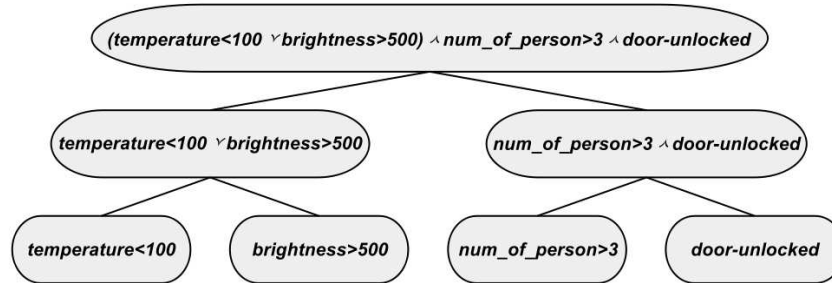 (temperature<100 ⋎ brightness>500) ⋏ num_of_person>3 ⋏ door-unlocked
temperature<100 ⋎ brightness>500
num_of_person>3 ⋏ door-unlocked
temperature<100
brightness>500
num_of_person>3
door-unlocked